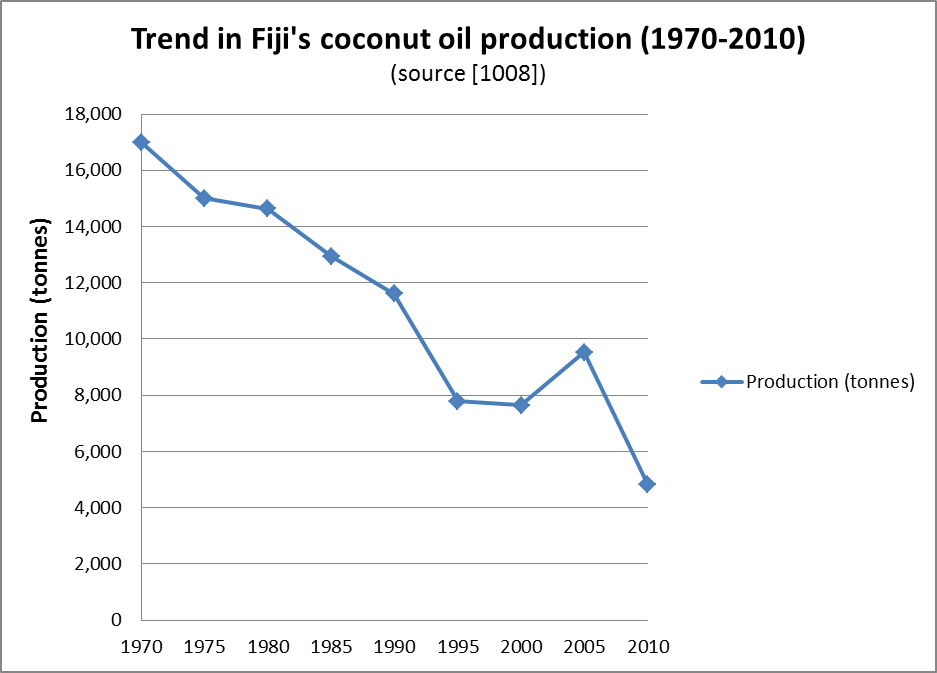 Trend in Fiji's coconut oil production (1970-2010)
(source [1008])
Production (tonnes)
18,000
16,000
14,000
12,000
10,000
8,000
6,000
4,000
2,000
0
1970 1975 1980 1985 1990 1995 2000 2005 2010
Production (tonnes)